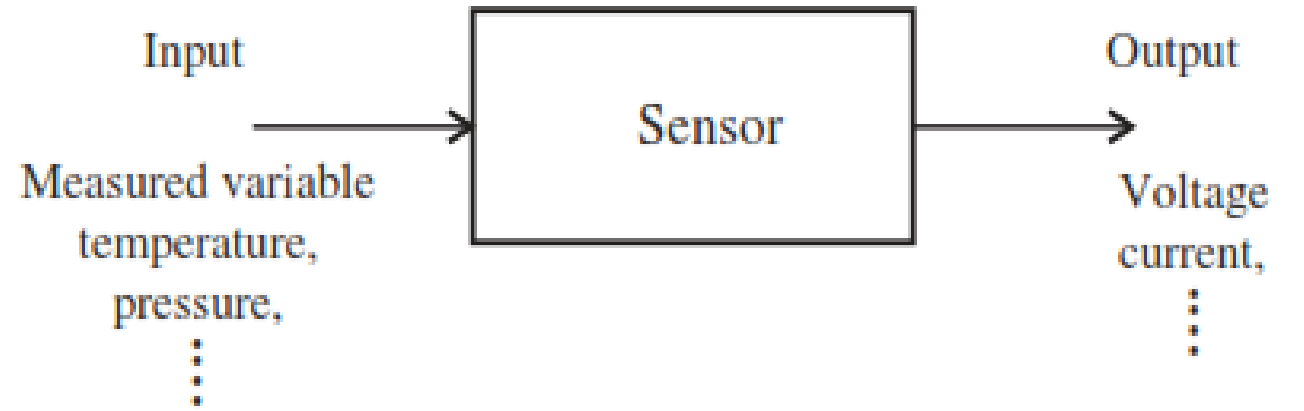 Input
Output
Sensor
Measured variable
temperature,
pressure,
Voltage
current,